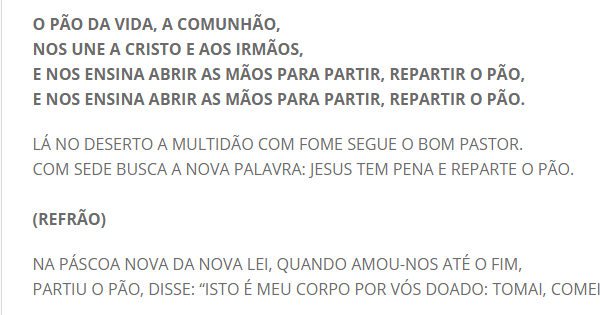 O PÃO DA VIDA, A COMUNHÃO,
NOS UNE A CRISTO E AOS IRMÃOS,
E NOS ENSINA ABRIR AS MÃOS PARA PARTIR, REPARTIR O PÃO,
E NOS ENSINA ABRIR AS MÃOS PARA PARTIR, REPARTIR O PÃO.
LÁ NO DESERTO A MULTIDÃO COM FOME SEGUE O BOM PASTOR.
COM SEDE BUSCA A NOVA PALAVRA: JESUS TEM PENA E REPARTE O PÃO.
(REFRÃO)
NA PÁSCOA NOVA DA NOVA LEI, QUANDO AMOU-NOS ATÉ O FIM,
PARTIU O PÃO, DISSE: “ISTO É MEU CORPO POR VÓS DOADO: TOMAI, COMEI